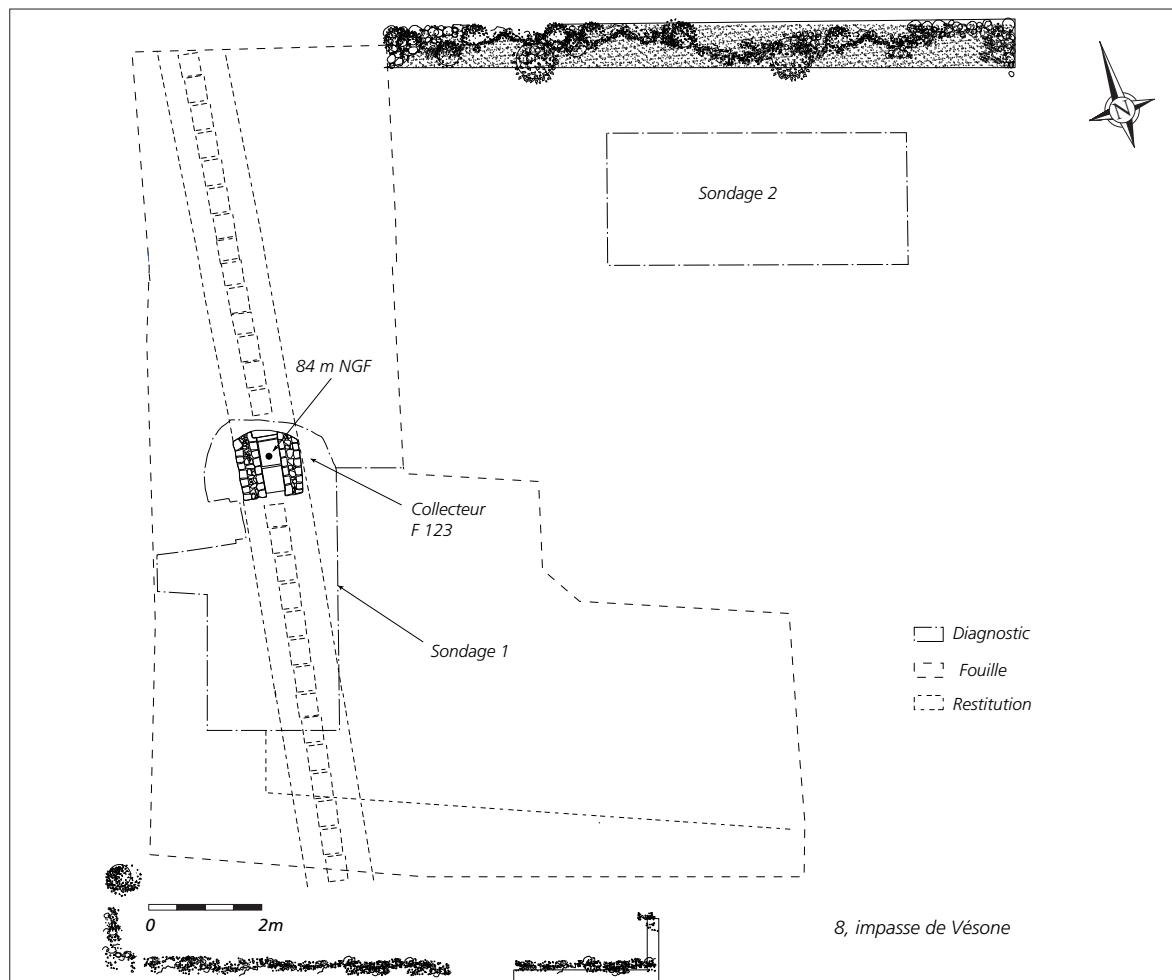 N
Sondage 2
84 m NGF
Collecteur
F 123
Sondage 1
Diagnostic
Fouille
Restitution
0 2m
8, impasse de Vésone